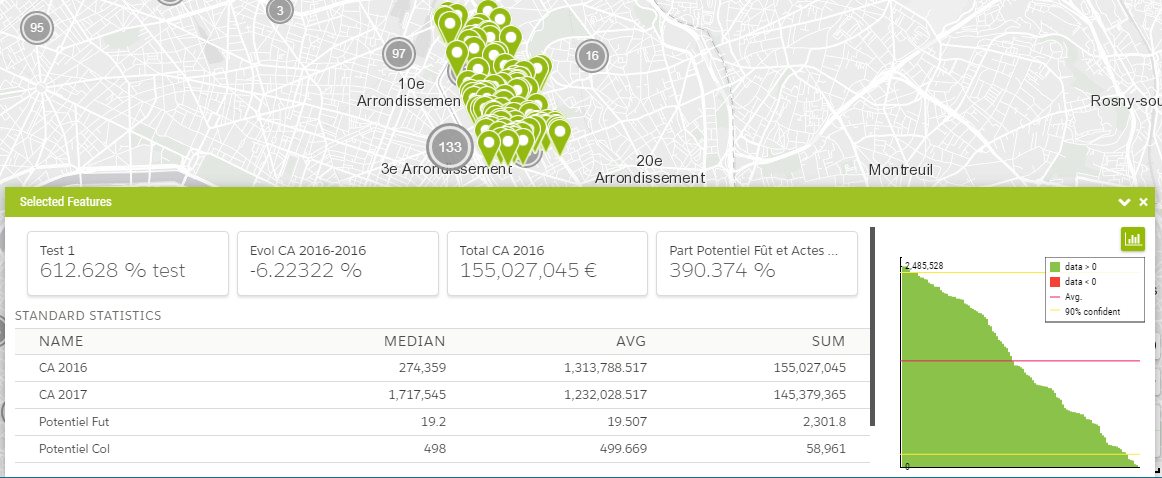 3
95
97
16
10e
Arrondissemen
Rosny-sou
133
3e Arrondissement
20e
Arrondissement
Montreuil
Selected Features
Test 1
612.628 % test
Evol CA 2016-2016
-6.22322 %
Total CA 2016
155,027,045 €
Part Potentiel Fût et Actes ...
390.374 %
STANDARD STATISTICS
NAME MEDIAN AVG SUM
CA 2016 274,359 1,313,788.517 155,027,045
CA 2017 1,717,545 1,232,028.517 145,379,365
Potentiel Fut 19.2 19.507 2,301.8
Potentiel Col 498 499.669 58,961
2,485,528
data > 0
data < 0
Avg.
90% confident
0